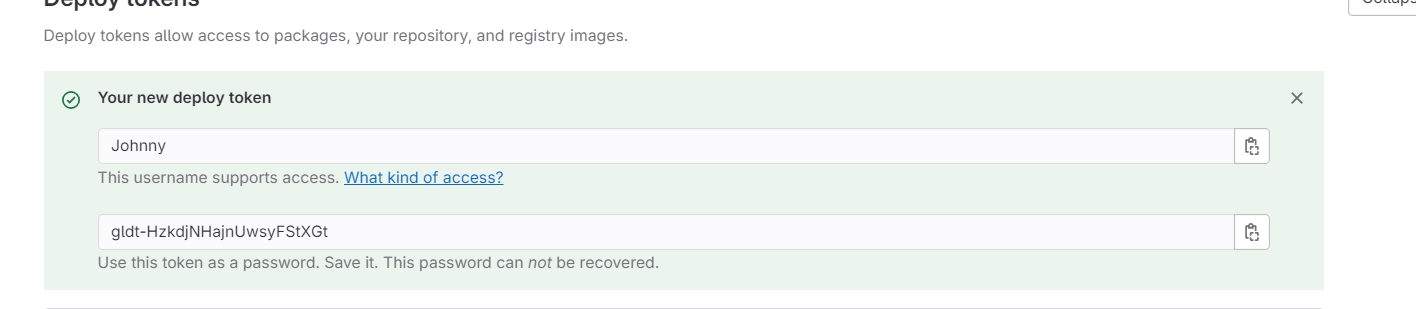 Deploy tokens
Collaps
Deploy tokens allow access to packages, your repository, and registry images.
Your new deploy token
Johnny
This username supports access. What kind of access?
gldt-HzkdjNHajnUwsyFStXGt
Use this token as a password. Save it. This password can not be recovered.